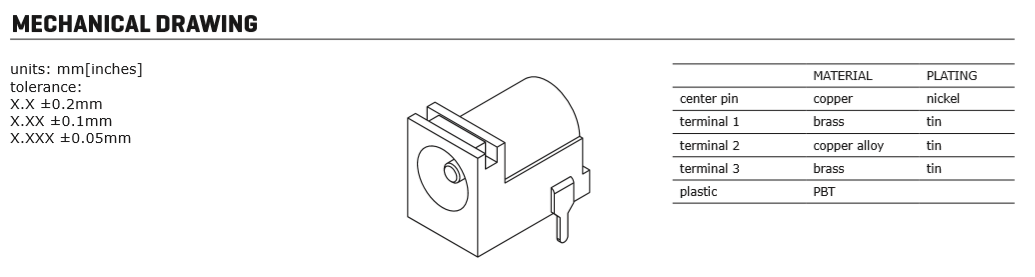 MECHANICAL DRAWING
units: mm[inches]
tolerance:
X.X ±0.2mm
X.XX ±0.1mm
X.XXX ±0.05mm
MATERIAL PLATING
center pin copper nickel
terminal 1 brass tin
terminal 2 copper alloy tin
terminal 3 brass tin
plastic PBT